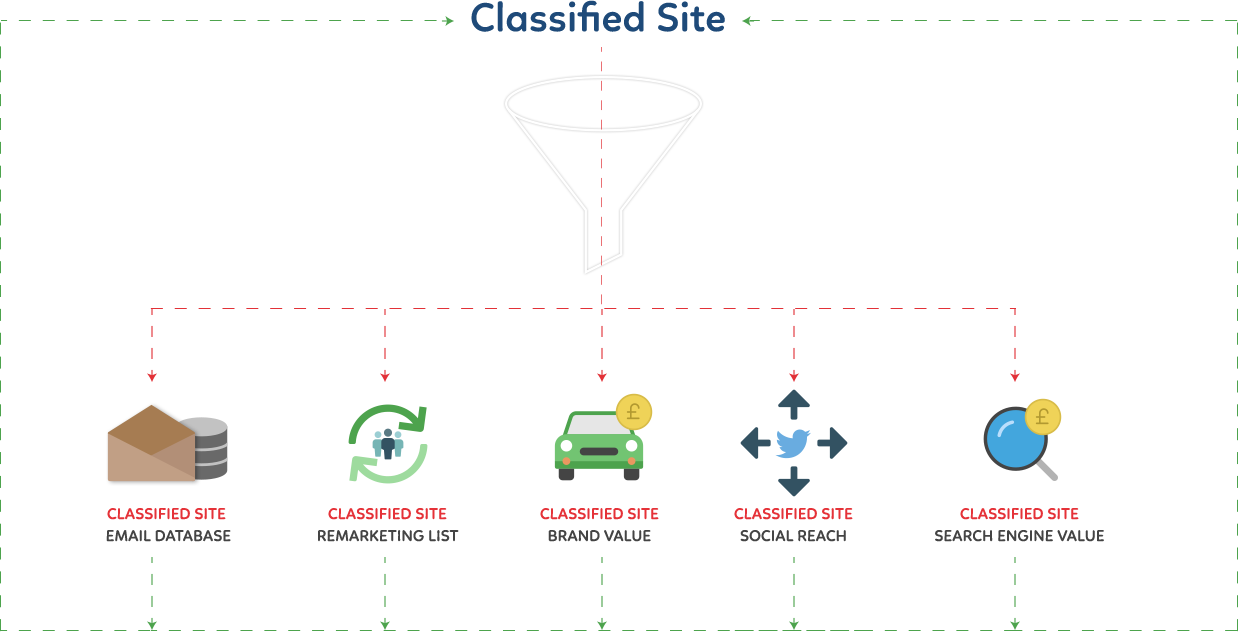 Classified Site
£
£
CLASSIFIED SITE
EMAIL DATABASE
CLASSIFIED SITE
REMARKETING LIST
CLASSIFIED SITE
BRAND VALUE
CLASSIFIED SITE
SOCIAL REACH
CLASSIFIED SITE
SEARCH ENGINE VALUE